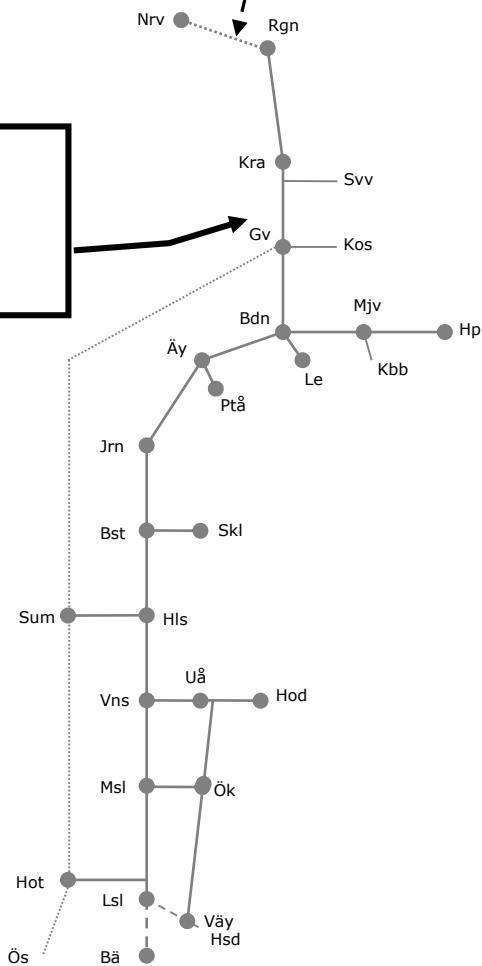 Nrv
Rgn
Kra
Svv
Gv
Kos
Bdn
Mjv
Hp
Äy
Le
Kbb
Ptå
Jrn
Bst
Skl
Sum
Hls
Uå
Vns
Hod
Msl
Ök
Hot
Lsl
Väy
Hsd
Ös
Bä